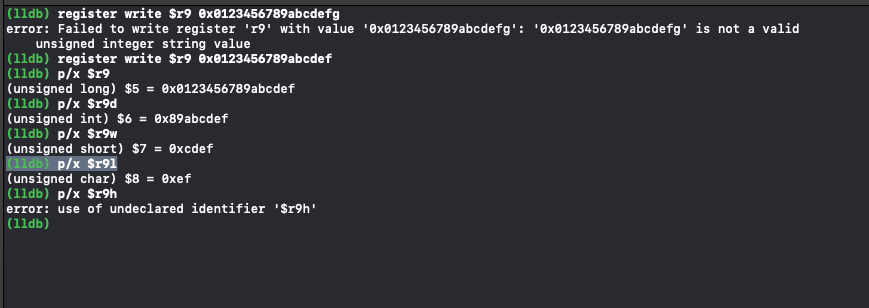 (lldb) register write $r9 0x0123456789abcdefg
error: Failed to write register 'r9' with value '0x0123456789abcdefg': '0x0123456789abcdefg' is not a valid
unsigned integer string value
(lldb) register write $r9 0x0123456789abcdef
(lldb) p/x $r9
(unsigned long) $5 = 0x0123456789abcdef
(lldb) p/x $r9d
(unsigned int) $6 = 0x89abcdef
(lldb) p/x $r9w
(unsigned short) $7 = 0xcdef
(lldb) p/x $r9l
(unsigned char) $8 = 0xef
(lldb) p/x $r9h
error: use of undeclared identifier '$r9h'
(lldb)